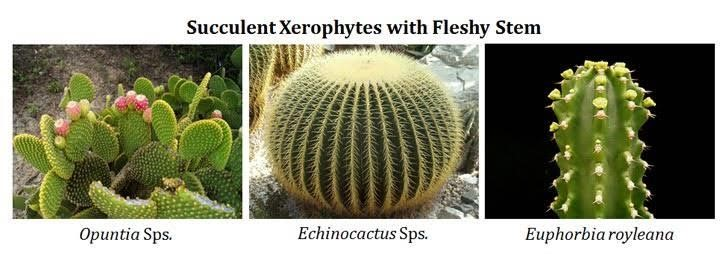 Succulent Xerophytes with Fleshy Stem
Opuntia Sps.
Echinocactus Sps.
Euphorbia royleana